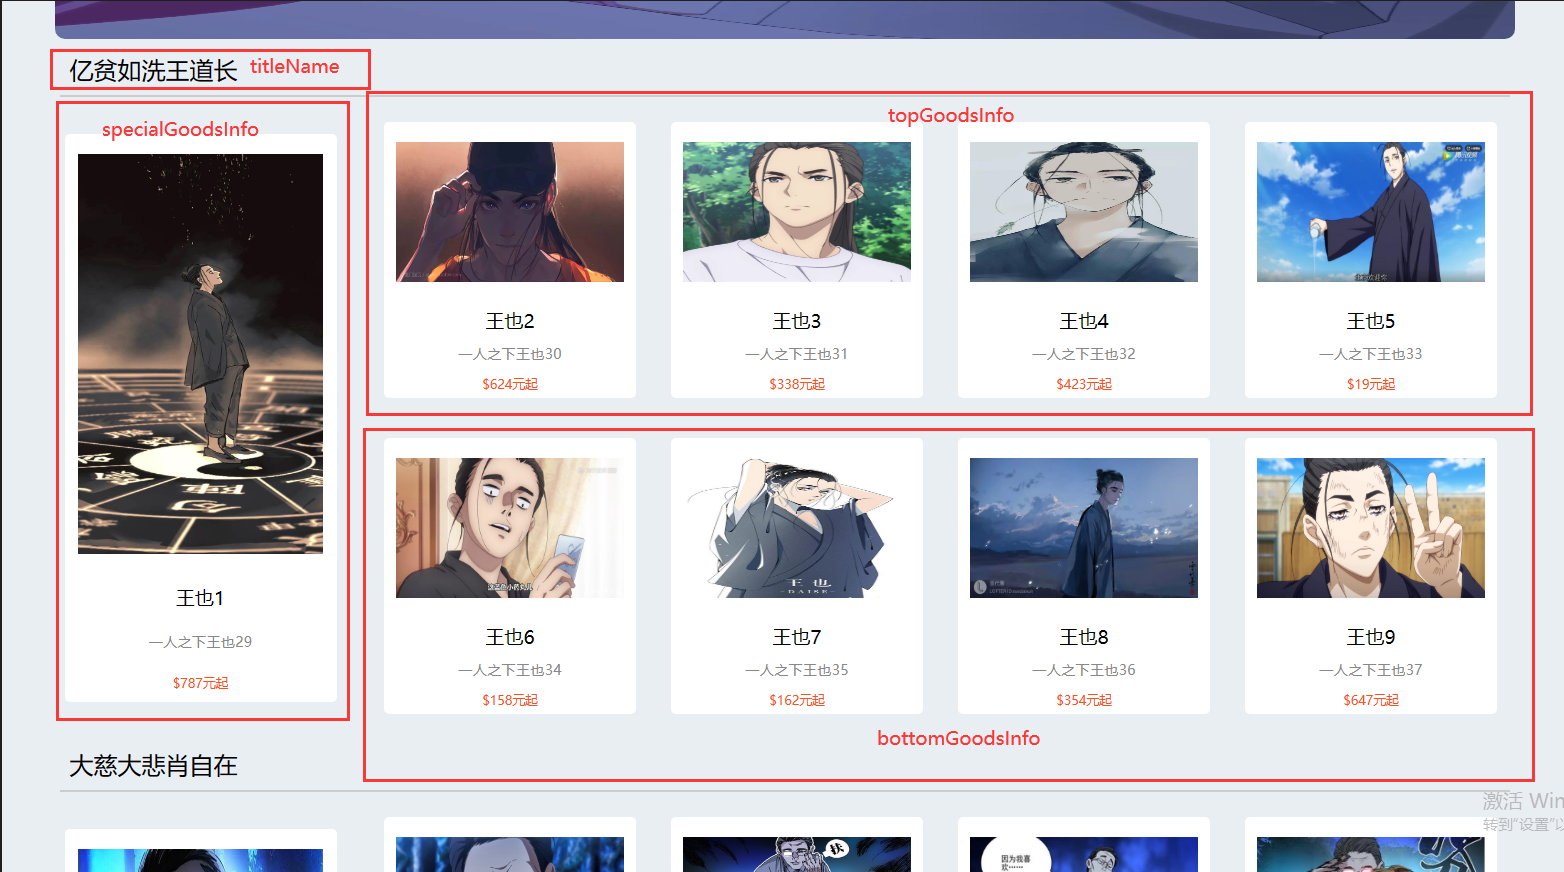 亿贫如洗王道长 titleName
specialGoodsInfo
topGoodsInfo
王也2
一人之下王也30
$624元起
王也3
一人之下王也31
$338元起
王也4
一人之下王也32
$423元起
王也5
一人之下王也33
$19元起
王也1
一人之下王也29
$787元起
王也6
一人之下王也34
$158元起
王也
-DAISE-
王也7
一人之下王也35
$162元起
王也8
一人之下王也36
$354元起
王也9
一人之下王也37
$647元起
bottomGoodsInfo
大慈大悲肖自在
激活 Win
转到"设置"以
因为我喜
欢……